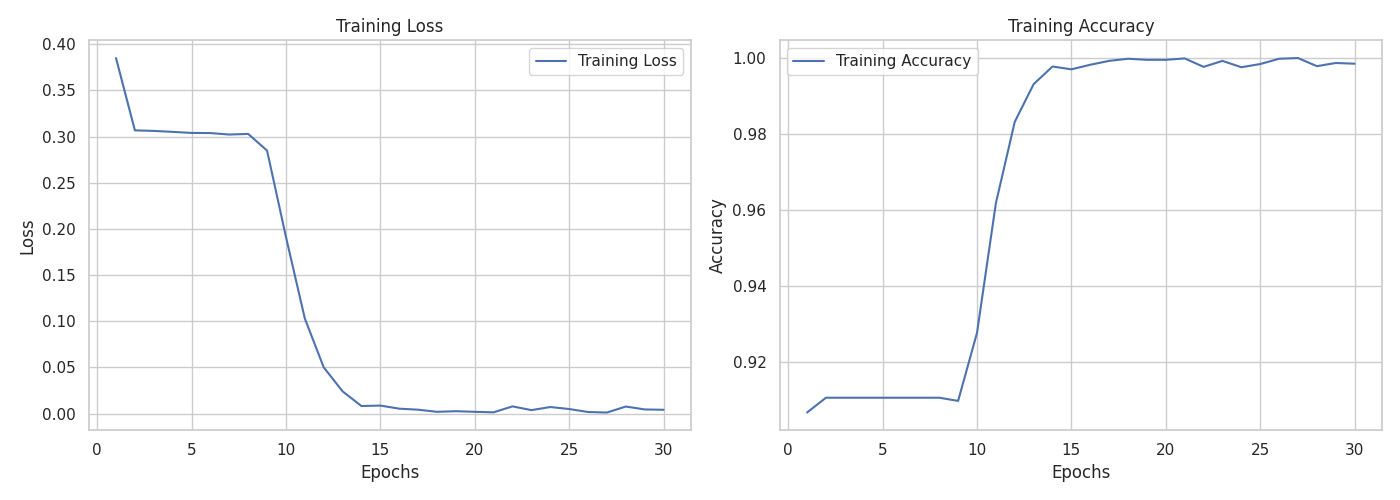 Training Loss
0.40
0.35
0.30
0.25
0.20
0.15
0.10
0.05
0.00
Loss
Training Loss
0 5 10 15 20 25 30
Epochs
Training Accuracy
1.00
0.98
0.96
0.94
0.92
Accuracy
Training Accuracy
0 5 10 15 20 25 30
Epochs